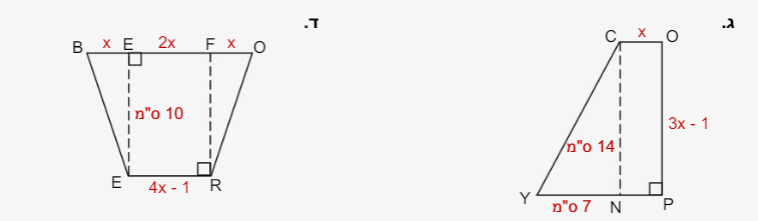 ג.
C x O
3x - 1
14 ס"מ
Y 7 ס"מ N P
ד.
B x E 2x F x O
10 ס"מ
E 4x - 1 R